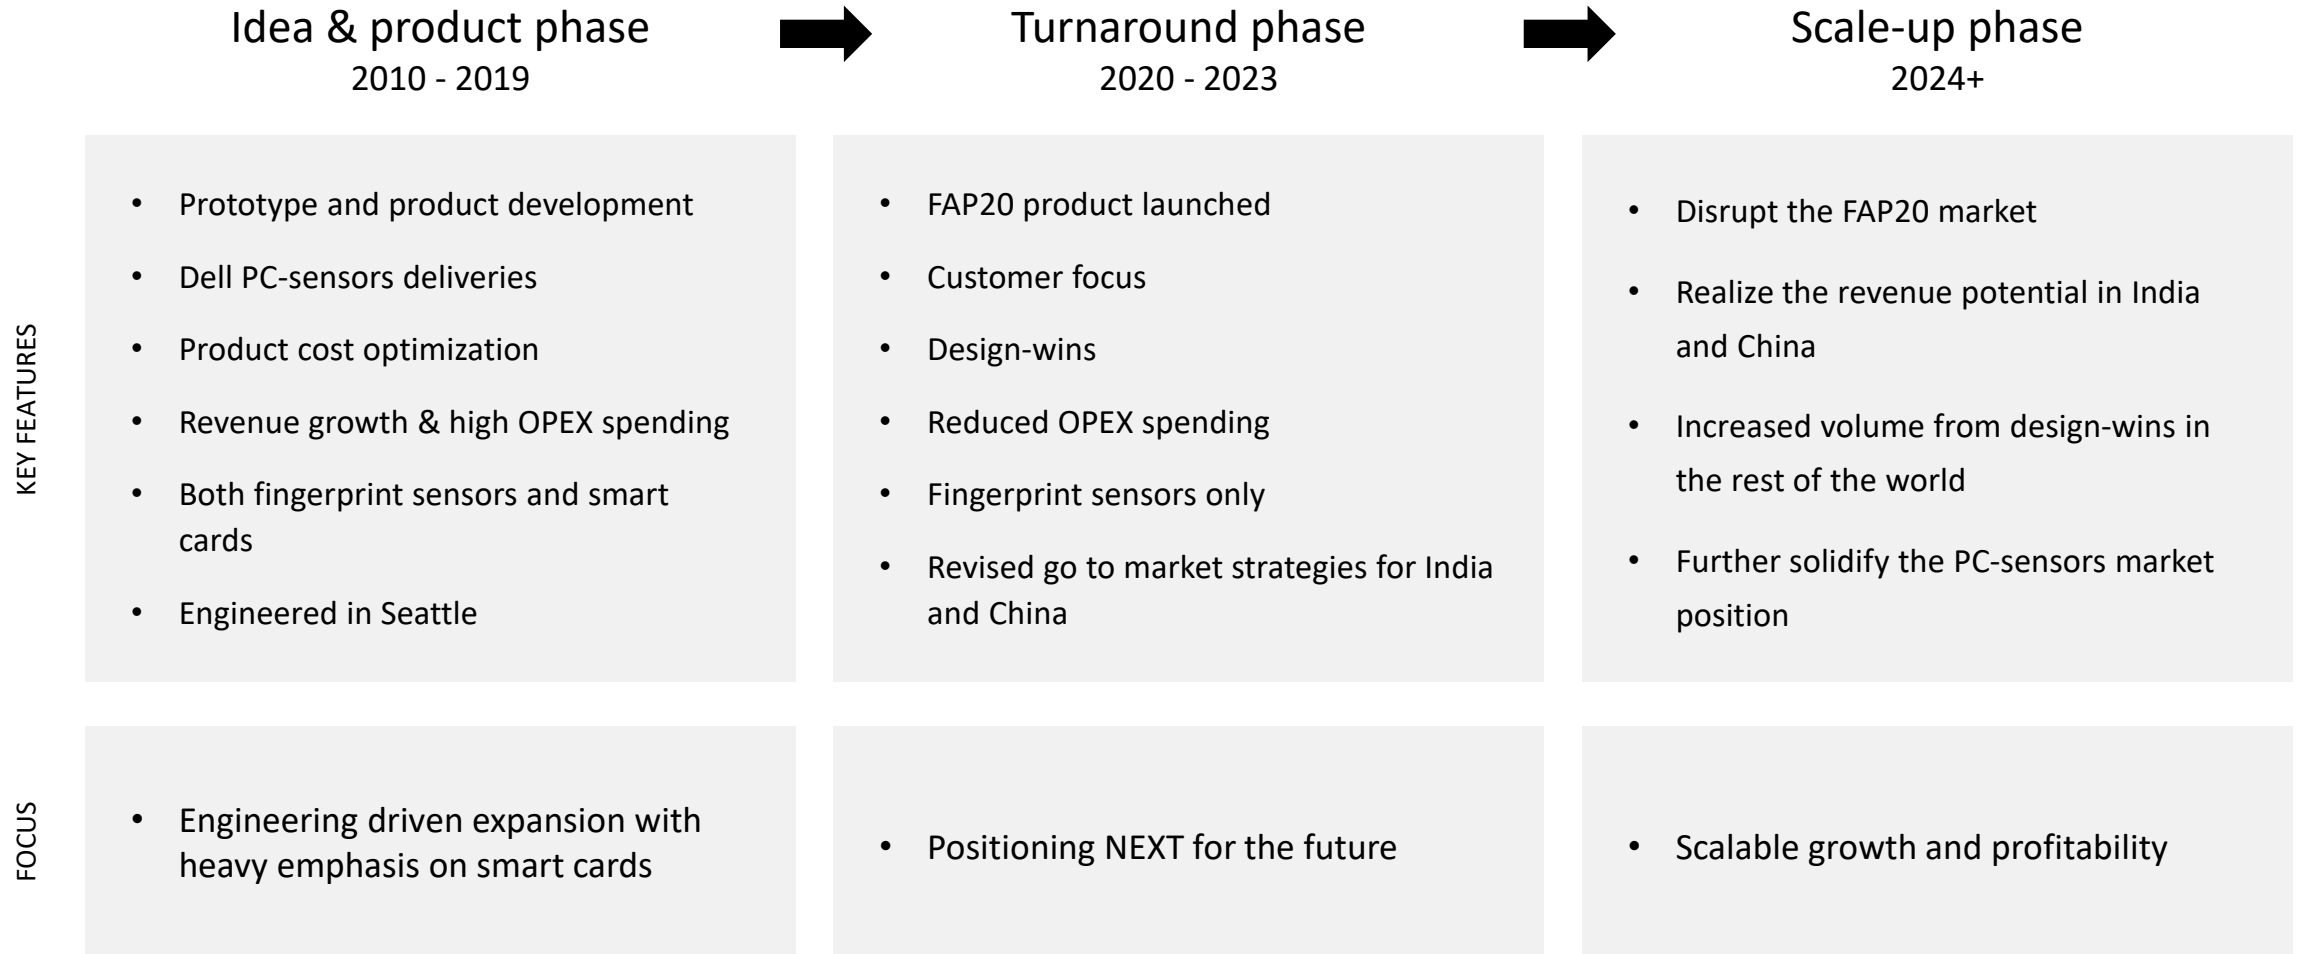 Idea & product phase
2010 - 2019
Turnaround phase
2020 - 2023
Scale-up phase
2024+
KEY FEATURES
• Prototype and product development
• Dell PC-sensors deliveries
• Product cost optimization
• Revenue growth & high OPEX spending
• Both fingerprint sensors and smart
cards
• Engineered in Seattle
• FAP20 product launched
• Customer focus
• Design-wins
• Reduced OPEX spending
• Fingerprint sensors only
• Revised go to market strategies for India
and China
• Disrupt the FAP20 market
• Realize the revenue potential in India
and China
• Increased volume from design-wins in
the rest of the world
• Further solidify the PC-sensors market
position
FOCUS
• Engineering driven expansion with
heavy emphasis on smart cards
• Positioning NEXT for the future
• Scalable growth and profitability